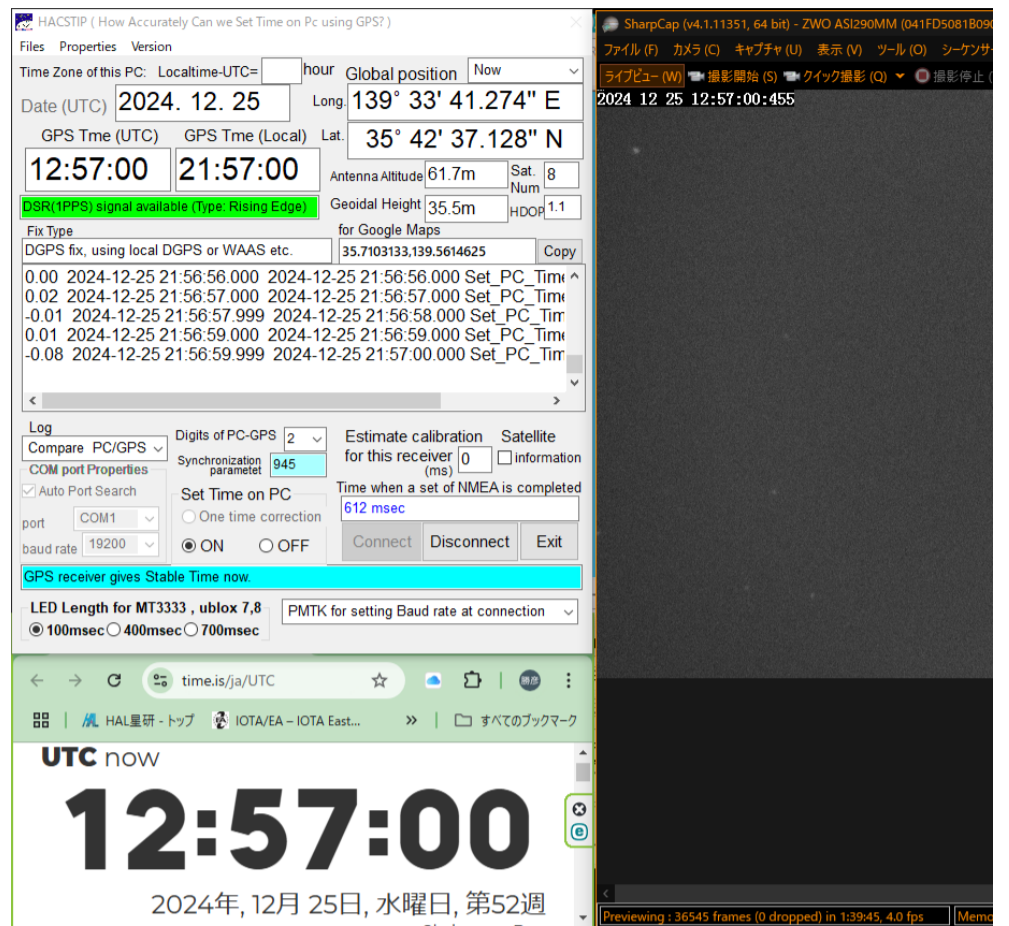 HACSTIP ( How Accurately Can we Set Time on Pc using GPS? )
Files Properties Version
Time Zone of this PC: Localtime-UTC= hour
Global position Now
Date (UTC) 2024. 12. 25
Long. 139° 33' 41.274" E
GPS Tme (UTC) GPS Tme (Local)
Lat. 35° 42' 37.128" N
12:57:00 21:57:00
Antenna Altitude 61.7m Sat. Num 8
DSR(1PPS) signal available (Type: Rising Edge)
Geoidal Height 35.5m HDOP 1.1
Fix Type
for Google Maps
DGPS fix, using local DGPS or WAAS etc.
35.7103133,139.5614625 Copy
0.00 2024-12-25 21:56:56.000 2024-12-25 21:56:56.000 Set_PC_Time
0.02 2024-12-25 21:56:57.000 2024-12-25 21:56:57.000 Set_PC_Time
-0.01 2024-12-25 21:56:57.999 2024-12-25 21:56:58.000 Set_PC_Tim
0.01 2024-12-25 21:56:59.000 2024-12-25 21:56:59.000 Set_PC_Time
-0.08 2024-12-25 21:56:59.999 2024-12-25 21:57:00.000 Set_PC_Tim
Log
Compare PC/GPS
Digits of PC-GPS 2
Synchronization
parametet 945
Estimate calibration
for this receiver 0
(ms)
Satellite
information
COM port Properties
Auto Port Search
port COM1
baud rate 19200
Set Time on PC
One time correction
ON OFF
Time when a set of NMEA is completed
612 msec
Connect Disconnect Exit
GPS receiver gives Stable Time now.
LED Length for MT3333 , ublox 7,8
100msec 400msec 700msec
PMTK for setting Baud rate at connection
time.is/ja/UTC
勝彦
HAL星研 - トップ IOTA/EA – IOTA East... » すべてのブックマーク
UTC now
12:57:00
2024年, 12月 25日, 水曜日, 第52週
SharpCap (v4.1.11351, 64 bit) - ZWO ASI290MM (041FD5081B090
ファイル (F) カメラ (C) キャプチャ (U) 表示 (V) ツール (O) シーケンサ
ライブビュー (W) 撮影開始 (S) クイック撮影 (Q) 撮影停止 (
2024 12 25 12:57:00:455
Previewing : 36545 frames (0 dropped) in 1:39:45, 4.0 fps Memo